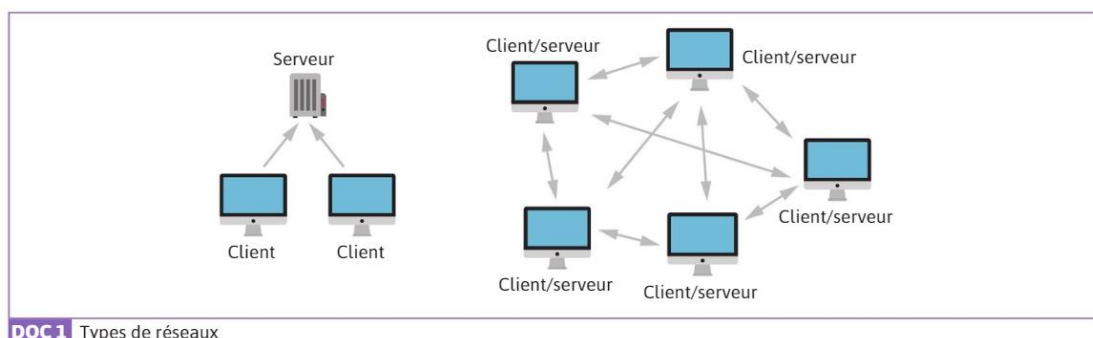 Serveur
Client
Client
Client/serveur
Client/serveur
Client/serveur
Client/serveur
Client/serveur
DOC 1 Types de réseaux